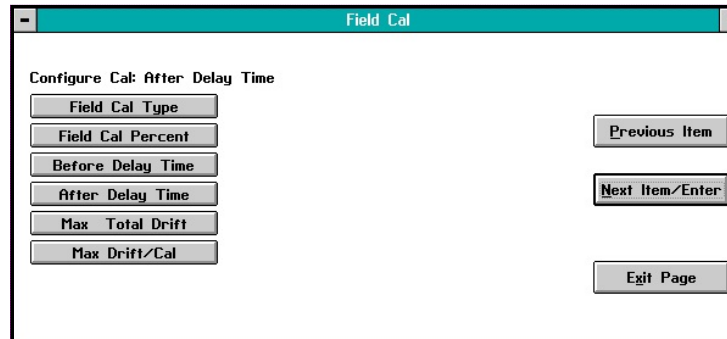 Field Cal
Configure Cal: After Delay Time
Field Cal Type
Field Cal Percent
Before Delay Time
After Delay Time
Max Total Drift
Max Drift/Cal
Previous Item
Next Item/Enter
Exit Page